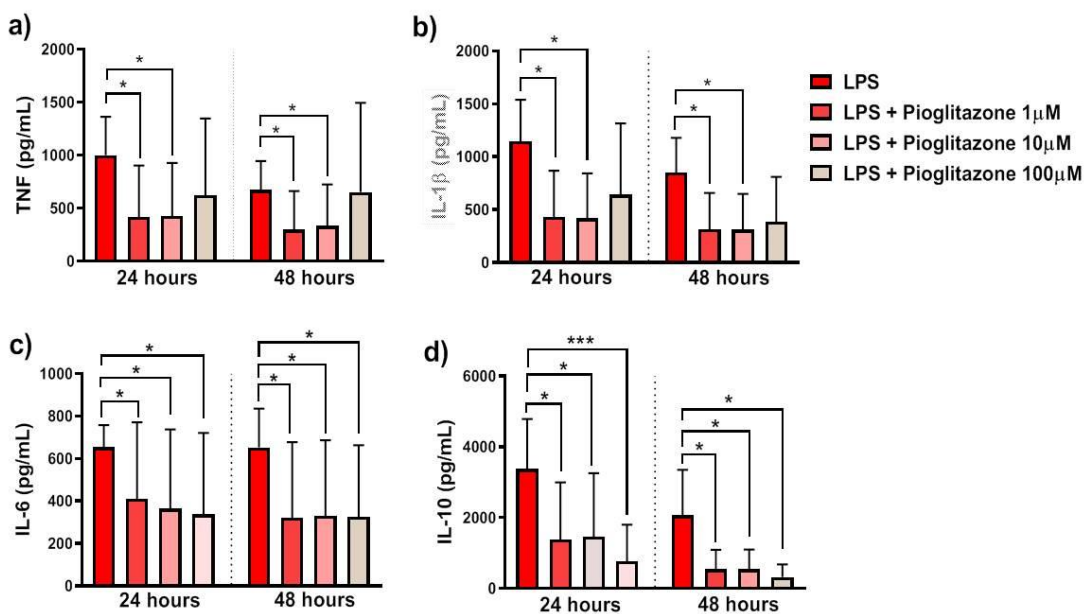 a)
TNF (pg/mL)
2000
1500
1000
500
0
*
*
*
*
24 hours
48 hours
b)
IL-1β (pg/mL)
2000
1500
1000
500
0
*
*
*
*
24 hours
48 hours
LPS
LPS + Pioglitazone 1μM
LPS + Pioglitazone 10μM
LPS + Pioglitazone 100μM
c)
IL-6 (pg/mL)
1000
800
600
400
200
0
*
*
*
*
*
*
24 hours
48 hours
d)
IL-10 (pg/mL)
6000
4000
2000
0
***
*
*
*
*
*
24 hours
48 hours